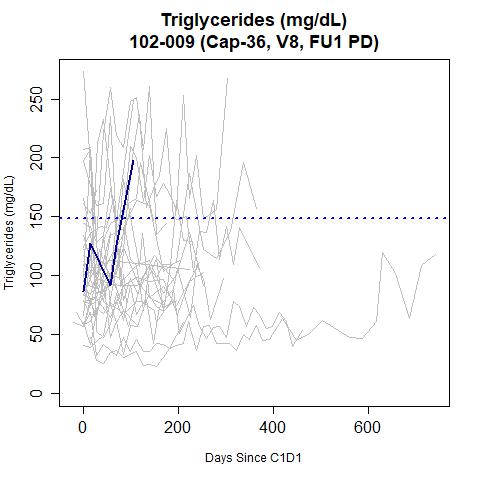 Triglycerides (mg/dL)
102-009 (Cap-36, V8, FU1 PD)
Triglycerides (mg/dL)
250
200
150
100
50
0
0
200
400
600
Days Since C1D1